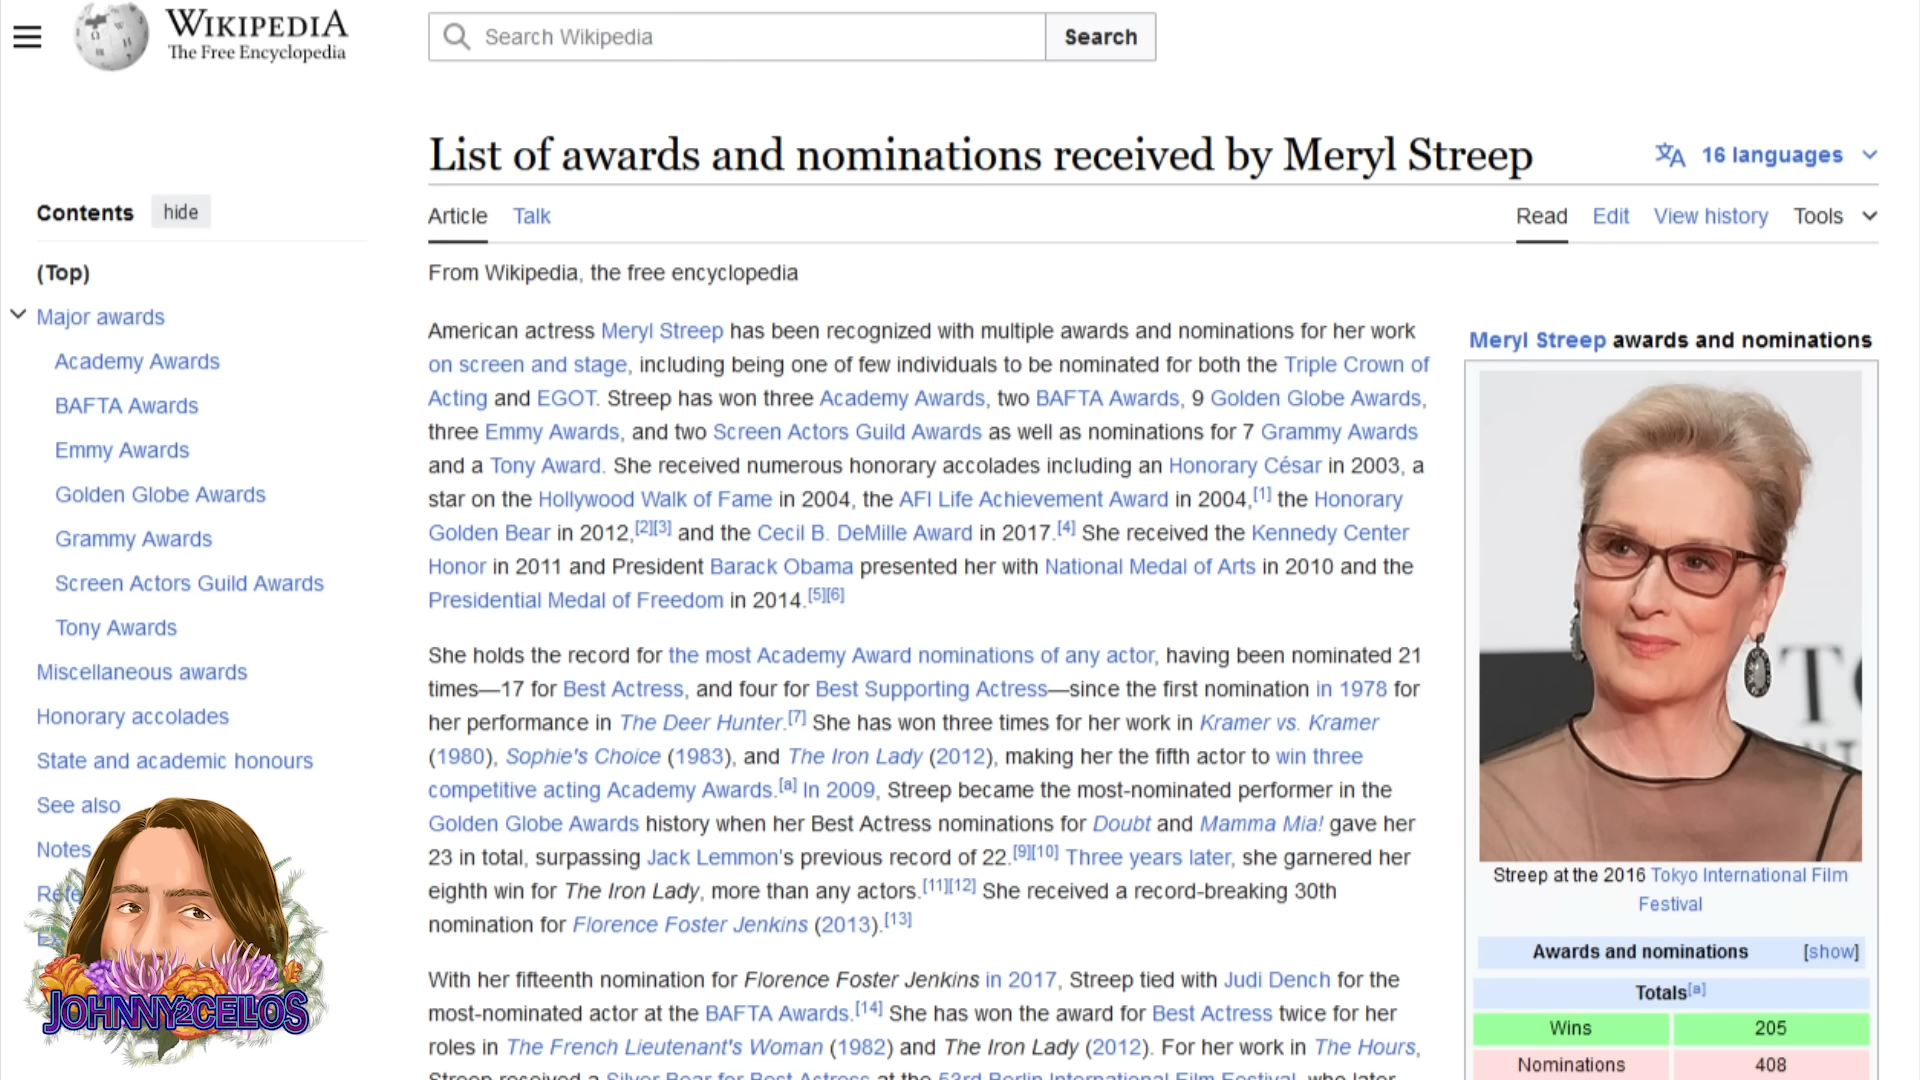 WIKIPEDIA
The Free Encyclopedia
Search Wikipedia
Search
List of awards and nominations received by Meryl Streep
16 languages
Contents
hide
Article
Talk
Read
Edit
View history
Tools
(Top)
Major awards
Academy Awards
BAFTA Awards
Emmy Awards
Golden Globe Awards
Grammy Awards
Screen Actors Guild Awards
Tony Awards
Miscellaneous awards
Honorary accolades
State and academic honours
See also
Notes
JOHNNY2CELLOS
From Wikipedia, the free encyclopedia
American actress Meryl Streep has been recognized with multiple awards and nominations for her work
on screen and stage, including being one of few individuals to be nominated for both the Triple Crown of
Acting and EGOT. Streep has won three Academy Awards, two BAFTA Awards, 9 Golden Globe Awards,
three Emmy Awards, and two Screen Actors Guild Awards as well as nominations for 7 Grammy Awards
and a Tony Award. She received numerous honorary accolades including an Honorary César in 2003, a
star on the Hollywood Walk of Fame in 2004, the AFI Life Achievement Award in 2004,[1] the Honorary
Golden Bear in 2012,[2][3] and the Cecil B. DeMille Award in 2017.[4] She received the Kennedy Center
Honor in 2011 and President Barack Obama presented her with National Medal of Arts in 2010 and the
Presidential Medal of Freedom in 2014.[5][6]
She holds the record for the most Academy Award nominations of any actor, having been nominated 21
times—17 for Best Actress, and four for Best Supporting Actress—since the first nomination in 1978 for
her performance in The Deer Hunter.[7] She has won three times for her work in Kramer vs. Kramer
(1980), Sophie's Choice (1983), and The Iron Lady (2012), making her the fifth actor to win three
competitive acting Academy Awards.[a] In 2009, Streep became the most-nominated performer in the
Golden Globe Awards history when her Best Actress nominations for Doubt and Mamma Mia! gave her
23 in total, surpassing Jack Lemmon's previous record of 22.[9][10] Three years later, she garnered her
eighth win for The Iron Lady, more than any actors.[11][12] She received a record-breaking 30th
nomination for Florence Foster Jenkins (2013).[13]
With her fifteenth nomination for Florence Foster Jenkins in 2017, Streep tied with Judi Dench for the
most-nominated actor at the BAFTA Awards.[14] She has won the award for Best Actress twice for her
roles in The French Lieutenant's Woman (1982) and The Iron Lady (2012). For her work in The Hours,
Streep received a Silver Bear for Best Actress at the 53rd Berlin International Film Festival, who later
Meryl Streep awards and nominations
Streep at the 2016 Tokyo International Film
Festival
Awards and nominations [show]
Totals[a]
Wins 205
Nominations 408